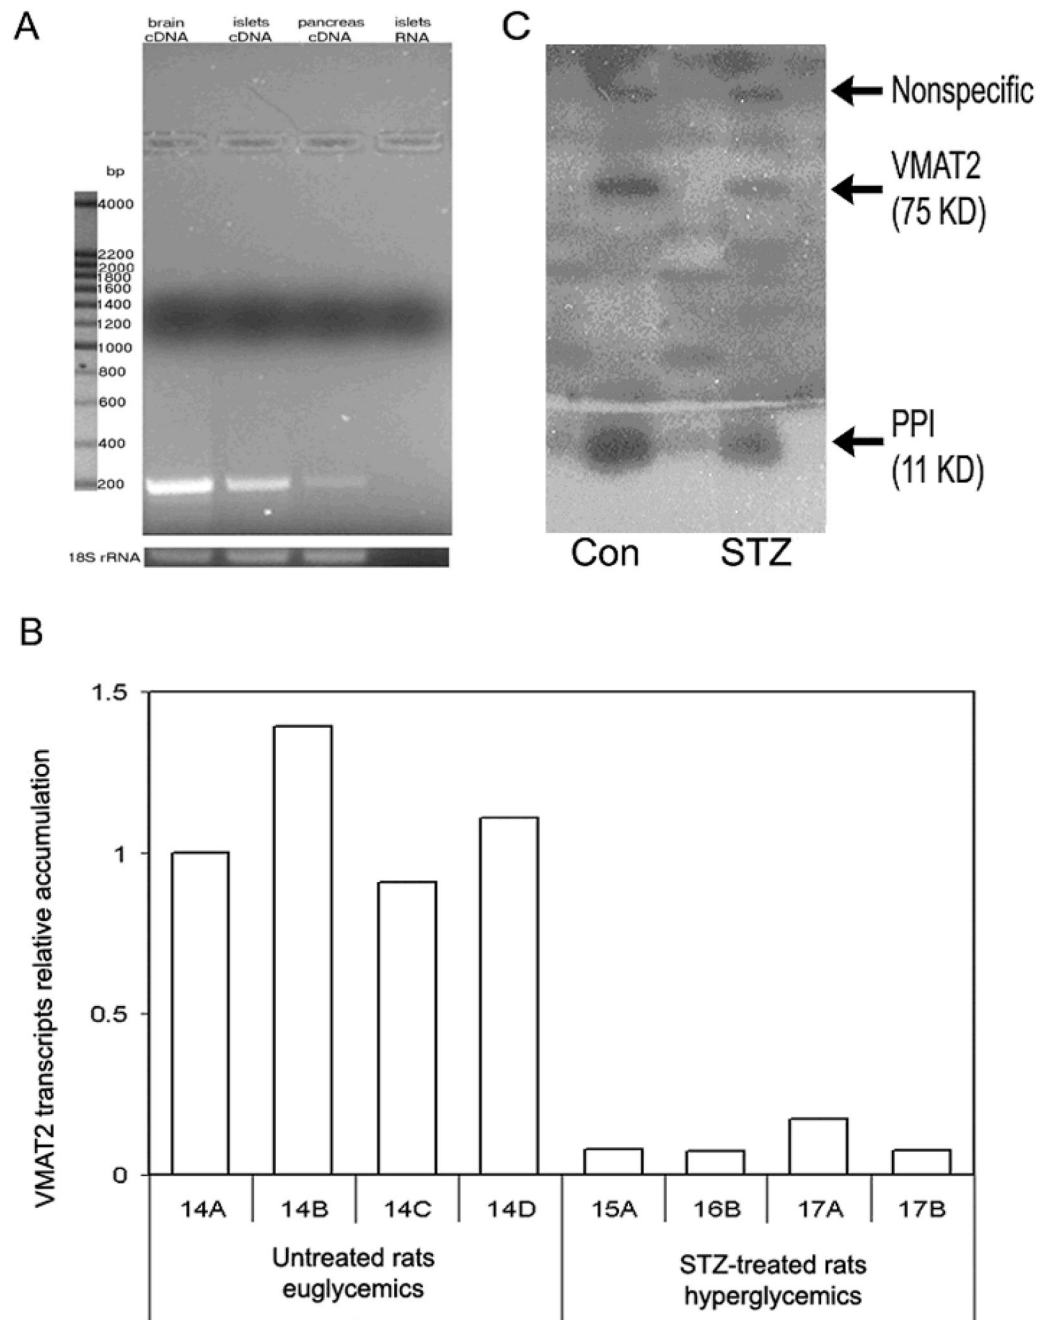 A
brain cDNA
islets cDNA
pancreas cDNA
islets RNA
bp
4000
2200
2000
1800
1600
1400
1200
1000
800
600
400
200
18S rRNA
C
Nonspecific
VMAT2
(75 KD)
PPI
(11 KD)
Con STZ
B
VMAT2 transcripts relative accumulation
1.5
1
0.5
0
14A 14B 14C 14D 15A 16B 17A 17B
Untreated rats
euglycemics
STZ-treated rats
hyperglycemics